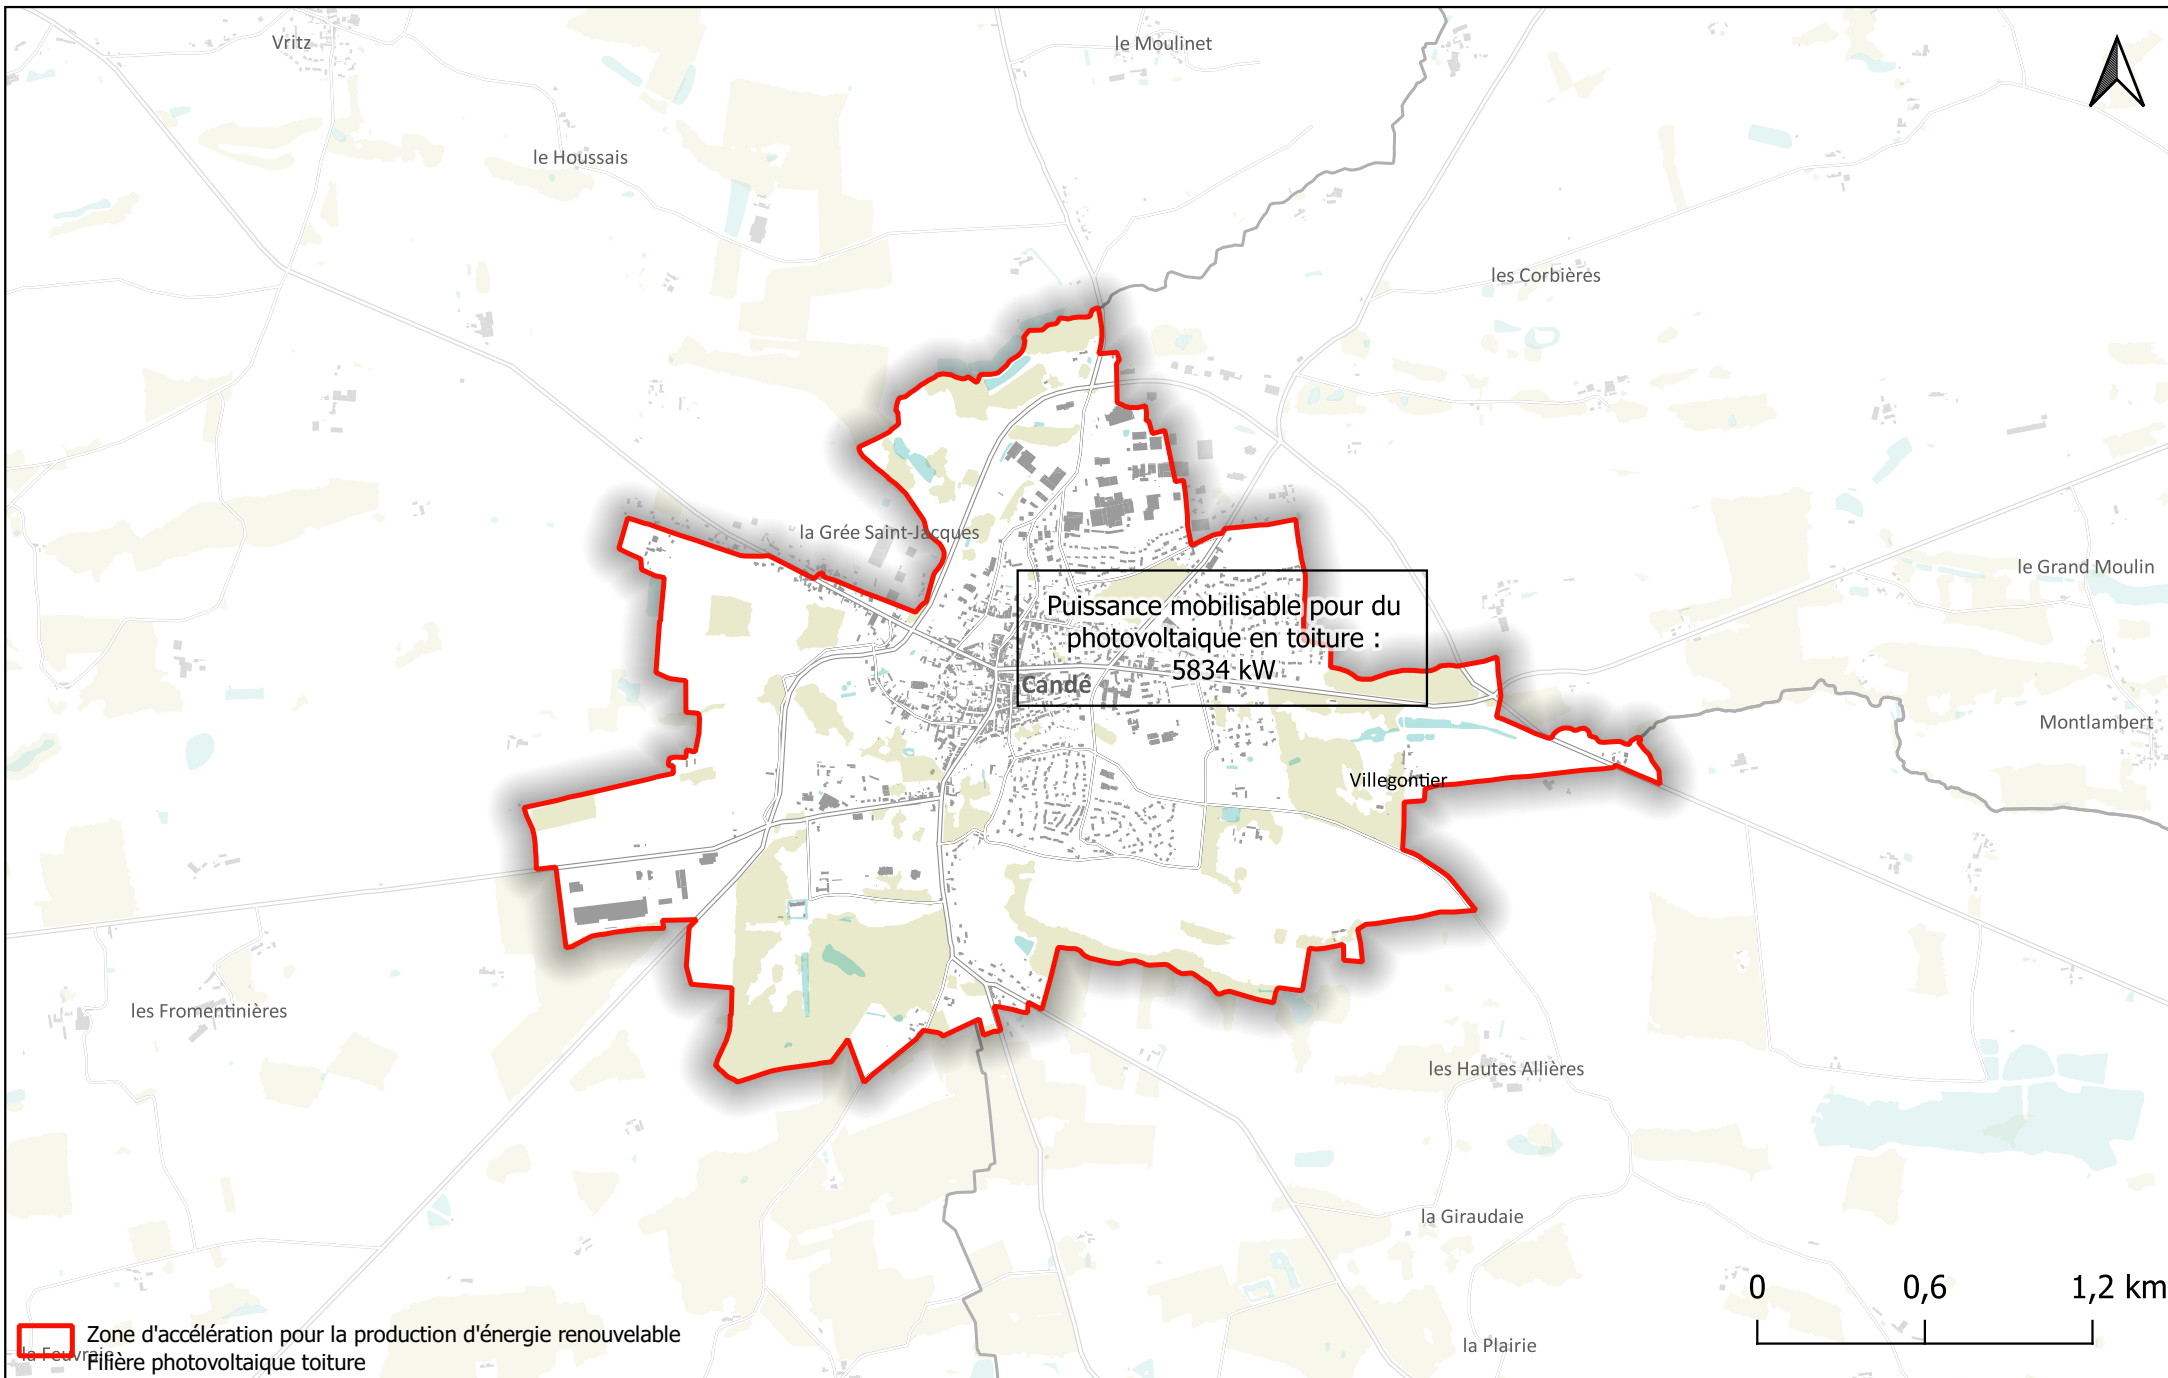 Vritz
le Moulinet
le Houssais
les Corbières
la Grée Saint-Jacques
le Grand Moulin
Puissance mobilisable pour du
photovoltaique en toiture :
5834 kW
Candé
Montlambert
Villegontier
les Fromentinières
les Hautes Allières
la Giraudaie
0 0,6 1,2 km
la Plairie
Zone d'accélération pour la production d'énergie renouvelable
la Feuvraie
Filière photovoltaique toiture